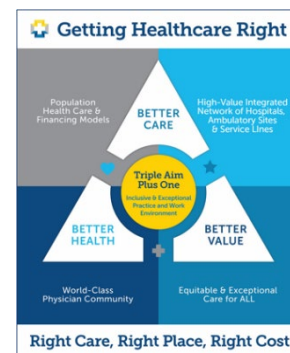 Getting Healthcare Right
Population
Health Care &
Financing Models
BETTER
CARE
High-Value Integrated
Network of Hospitals,
Ambulatory Sites
& Service LInes
Triple Aim
Plus One
Inclusive & Exceptional
Practice and Work
Environment
BETTER
HEALTH
BETTER
VALUE
World-Class
Physician Community
Equitable & Exceptional
Care for ALL
Right Care, Right Place, Right Cost